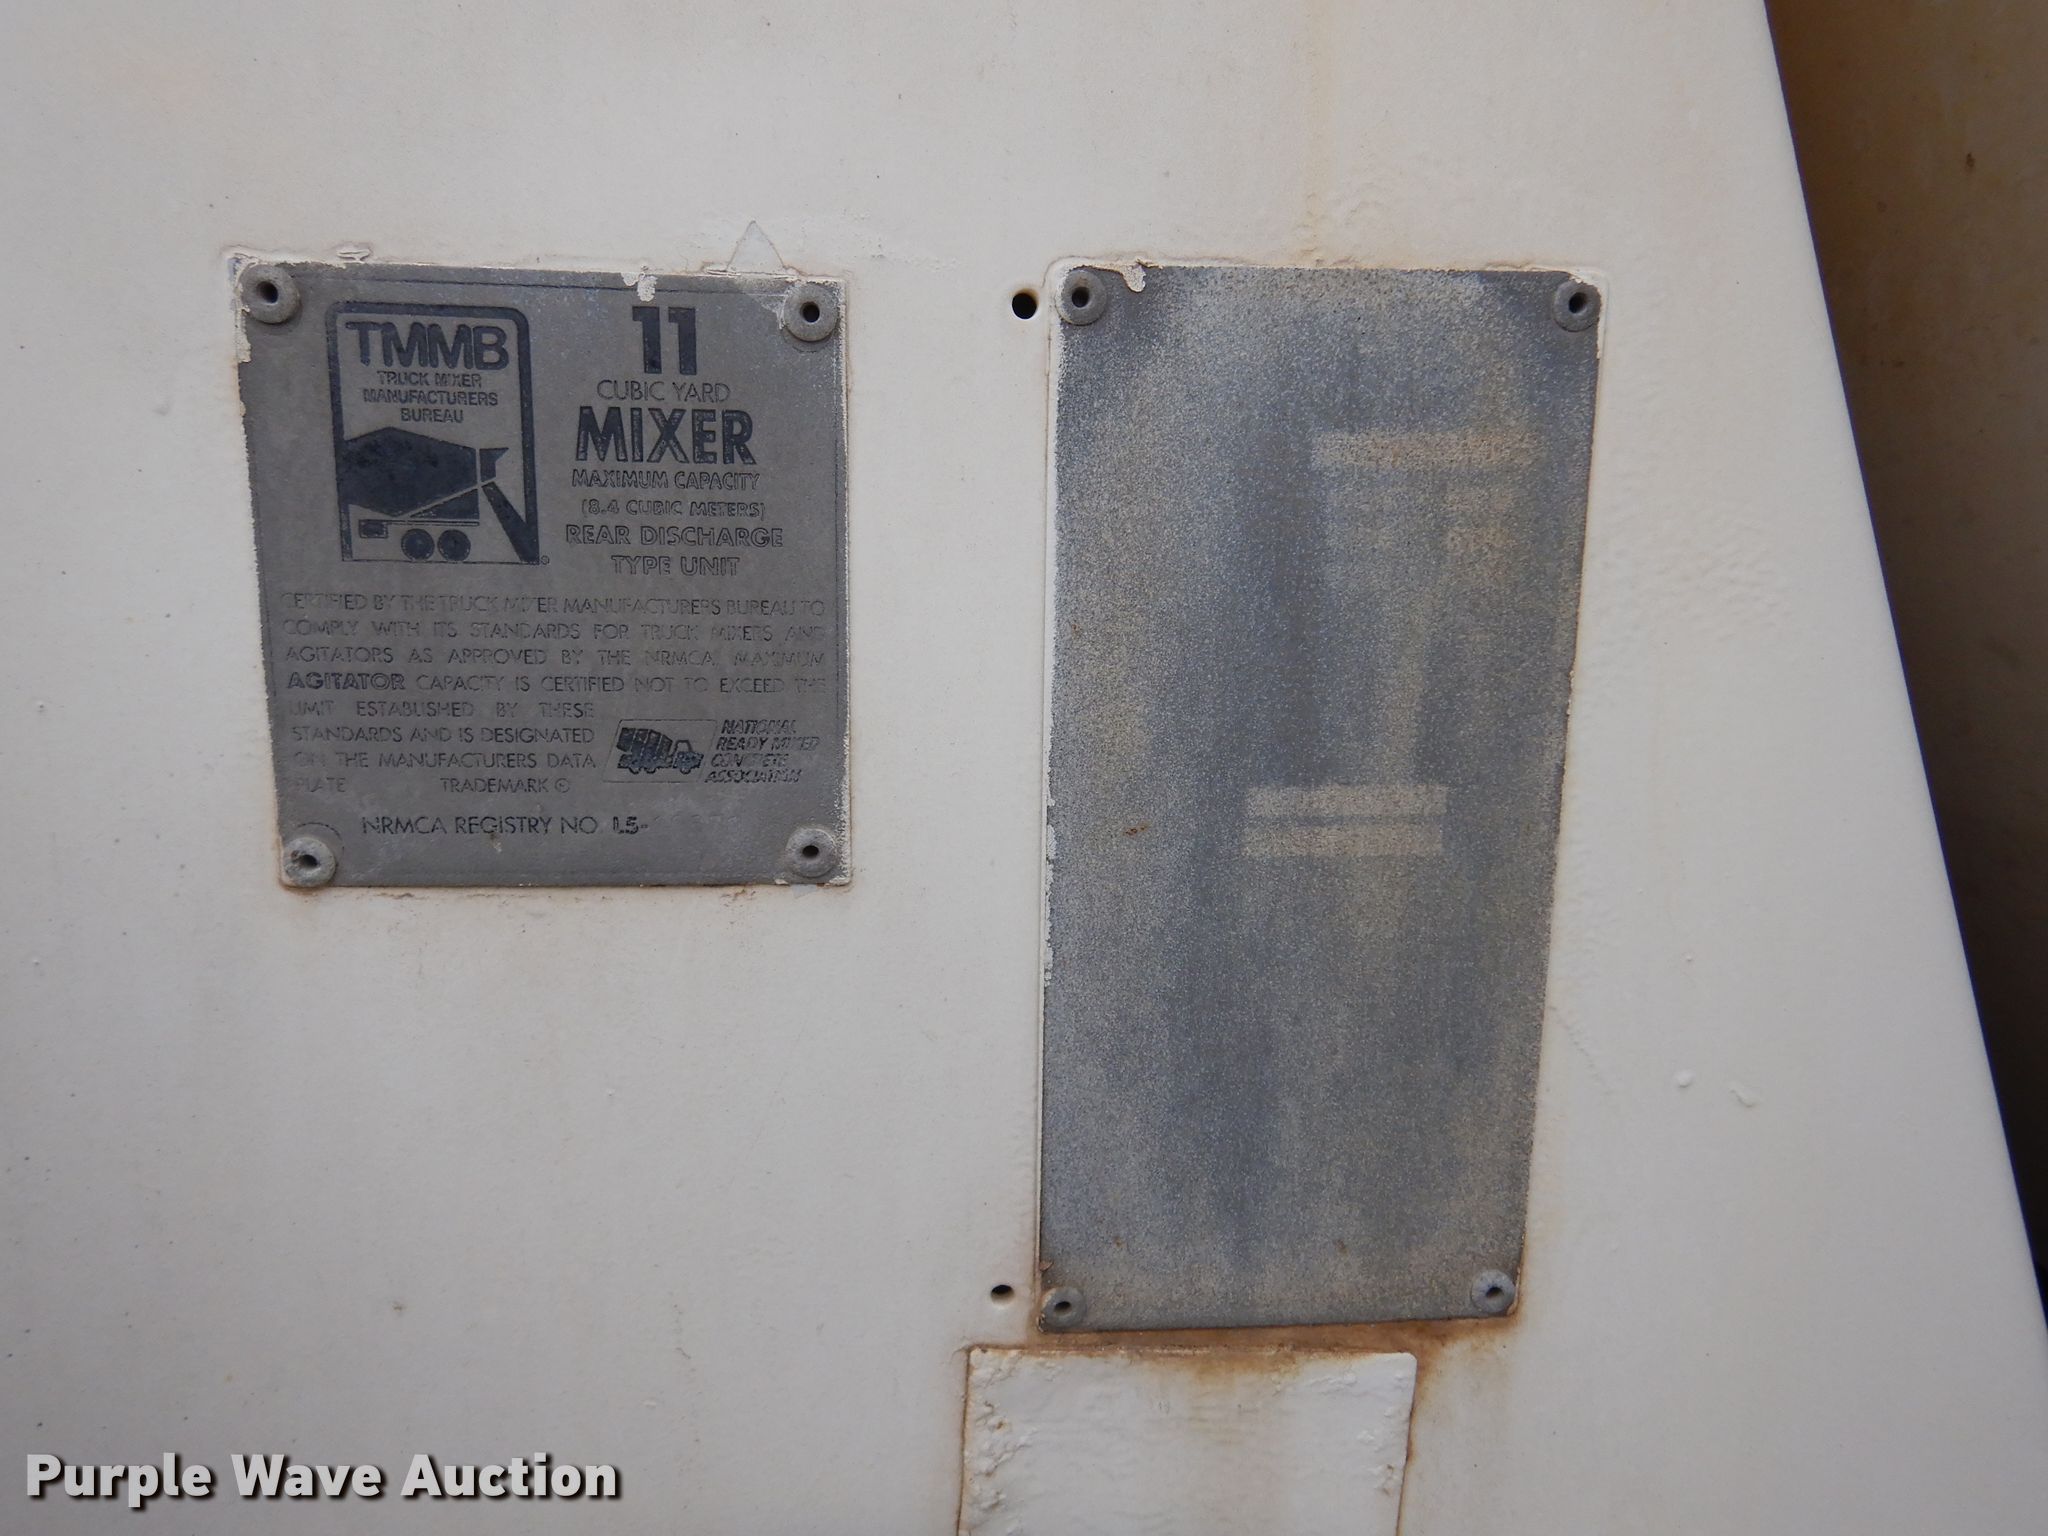 TMMB
TRUCK MIXER
MANUFACTURERS
BUREAU
11
CUBIC YARD
MIXER
MAXIMUM CAPACITY
(8.4 CUBIC METERS)
REAR DISCHARGE
TYPE UNIT
CERTIFIED BY THE TRUCK MIXER MANUFACTURERS BUREAU TO
COMPLY WITH ITS STANDARDS FOR TRUCK MIXERS AND
AGITATORS AS APPROVED BY THE NRMCA. MAXIMUM
AGITATOR CAPACITY IS CERTIFIED NOT TO EXCEED THE
LIMIT ESTABLISHED BY THESE
STANDARDS AND IS DESIGNATED
ON THE MANUFACTURERS DATA
PLATE TRADEMARK ©
NATIONAL
READY MIXED
CONCRETE
ASSOCIATION
NRMCA REGISTRY NO. L5-
Purple Wave Auction